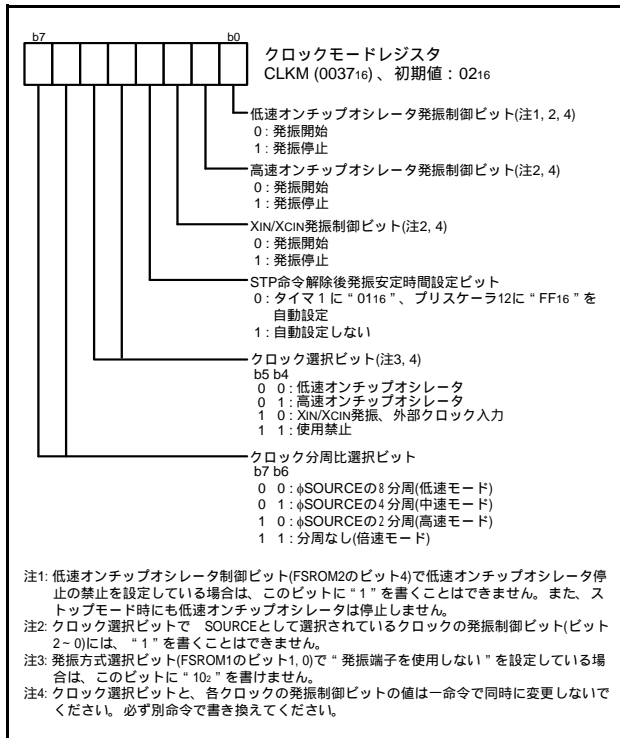 b7 b0
クロックモードレジスタ
CLKM (003716) 、初期値 : 0216
低速オンチップオシレータ発振制御ビット(注1, 2, 4)
0 : 発振開始
1 : 発振停止
高速オンチップオシレータ発振制御ビット(注2, 4)
0 : 発振開始
1 : 発振停止
XIN/XCIN発振制御ビット(注2, 4)
0 : 発振開始
1 : 発振停止
STP命令解除後発振安定時間設定ビット
0 : タイマ 1 に “ 0116 ” 、プリスケーラ12に “ FF16 ” を
自動設定
1 : 自動設定しない
クロック選択ビット(注3, 4)
b5 b4
0 0 : 低速オンチップオシレータ
0 1 : 高速オンチップオシレータ
1 0 : XIN/XCIN発振、外部クロック入力
1 1 : 使用禁止
クロック分周比選択ビット
b7 b6
0 0 : ϕSOURCEの8 分周(低速モード)
0 1 : ϕSOURCEの4 分周(中速モード)
1 0 : ϕSOURCEの2 分周(高速モード)
1 1 : 分周なし(倍速モード)
注1: 低速オンチップオシレータ制御ビット(FSROM2のビット4)で低速オンチップオシレータ停
止の禁止を設定している場合は、このビットに “ 1 ” を書くことはできません。また、ス
トップモード時にも低速オンチップオシレータは停止しません。
注2: クロック選択ビットで SOURCEとして選択されているクロックの発振制御ビット(ビット
2 ~ 0)には、 “ 1 ” を書くことはできません。
注3: 発振方式選択ビット(FSROM1のビット1, 0)で “ 発振端子を使用しない ” を設定している場
合は、このビットに “ 102 ” を書けません。
注4: クロック選択ビットと、各クロックの発振制御ビットの値は一命令で同時に変更しないで
ください。必ず別命令で書き換えてください。